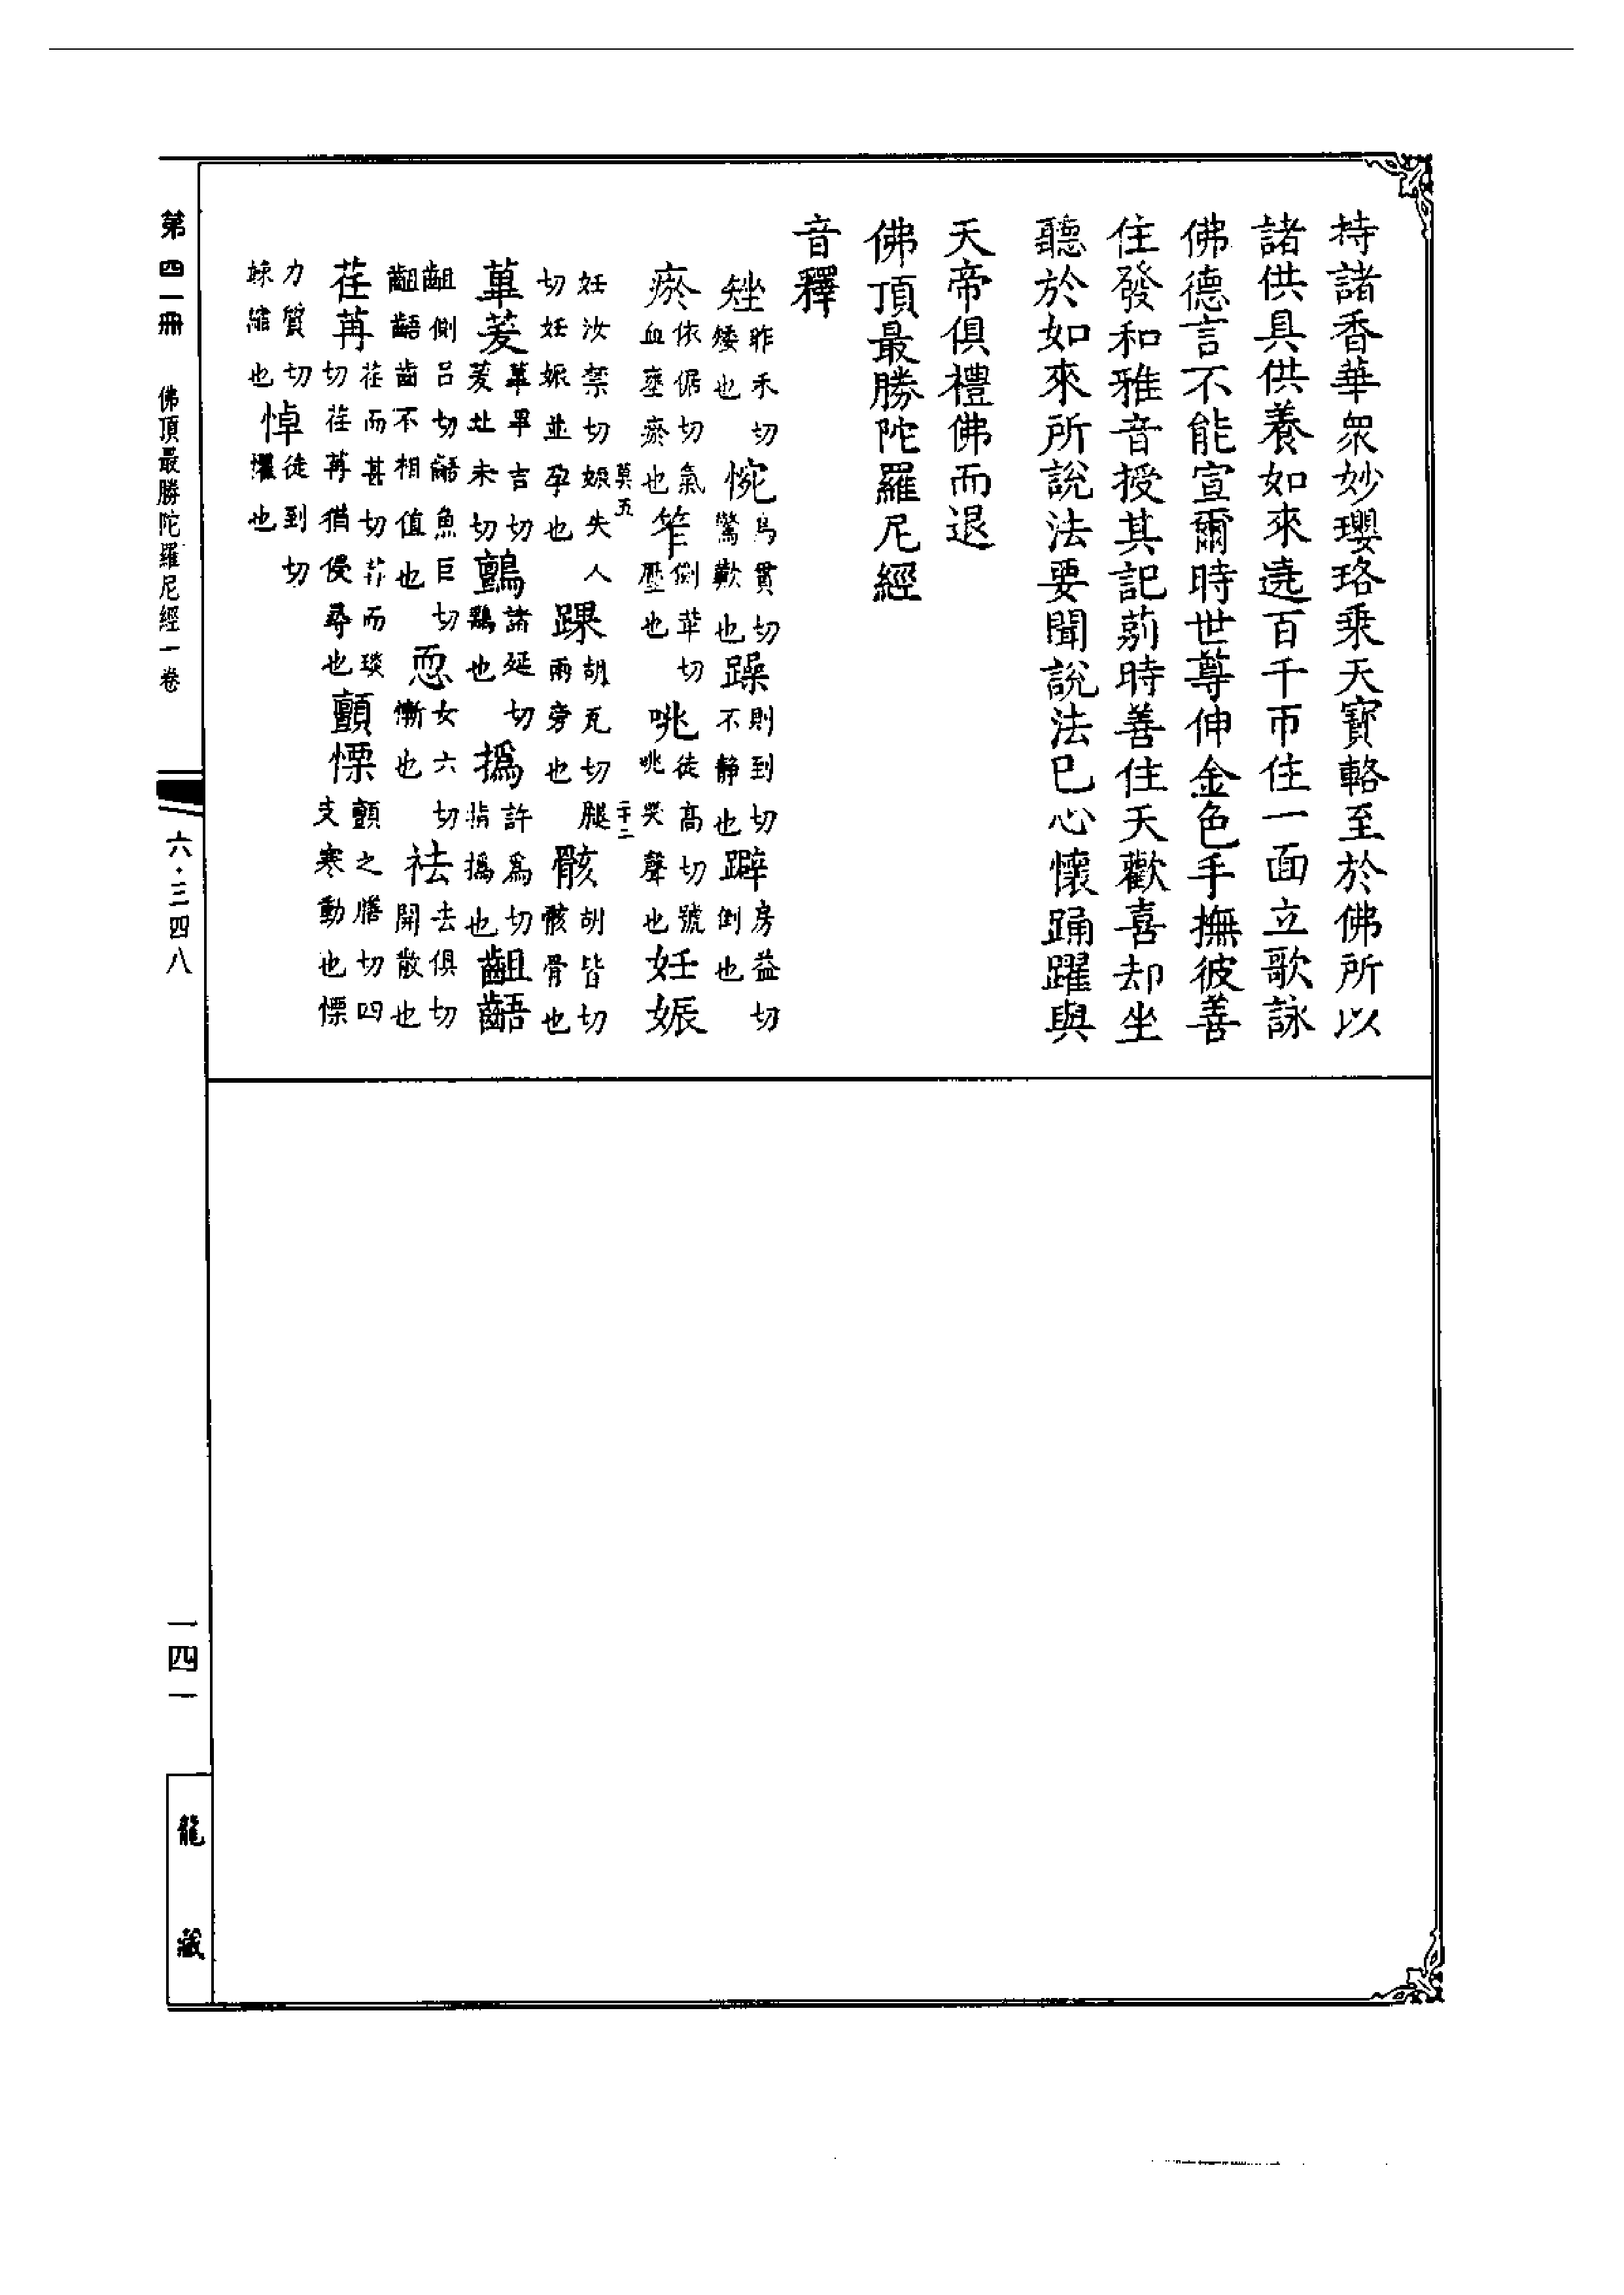 持諸香華衆妙瓔珞乘天寶輅至於佛所以
諸供具供養如來遶百千帀住一面立歌詠
佛德言不能宣爾時世尊伸金色手撫彼善
住發和雅音授其記莂時善住天歡喜却坐
聽於如來所說法要聞說法已心懷踊躍與
天帝俱禮佛而退
佛頂最勝陀羅尼經
音釋
矬昨禾切矮也惋烏貫切驚歎也躁則到切不靜也躃房益切倒也
瘀依倨切氣血壅瘀也笮側革切壓也咷徒高切號咷哭聲也妊娠
莫五
二十二
妊汝禁切娠失人切妊娠並孕也踝胡瓦切腿兩旁也骸胡皆切骸骨也
蓽茇蓽畢吉切茇北末切鸇諸延切鷂也撝許爲切指撝也齟齬
齟側呂切齬魚巨切齟齬齒不相值也恧女六切慚也祛去俱切開散也
荏苒荏而甚切苒而琰切荏苒猶侵尋也顫慄顫之膳切四支寒動也慄
力質切竦縮也悼徒到切懼也
第四一冊
佛頂最勝陀羅尼經一卷
六·三四八
一四一
龍藏